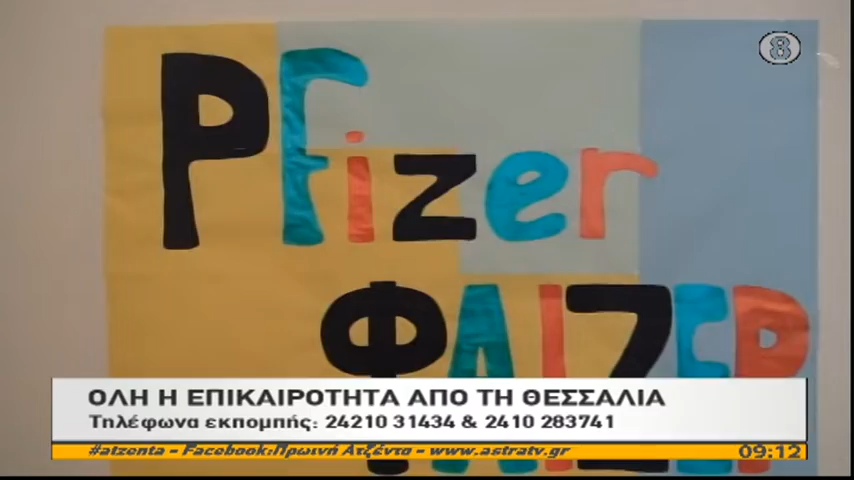 8
Pfizer
ΦΑΙΖΕΡ
ΟΛΗ Η ΕΠΙΚΑΙΡΟΤΗΤΑ ΑΠΟ ΤΗ ΘΕΣΣΑΛΙΑ
Τηλέφωνα εκπομπής: 24210 31434 & 2410 283741
#atzenta - Facebook:Πρωινή Ατζέντα - www.astratv.gr
09:12